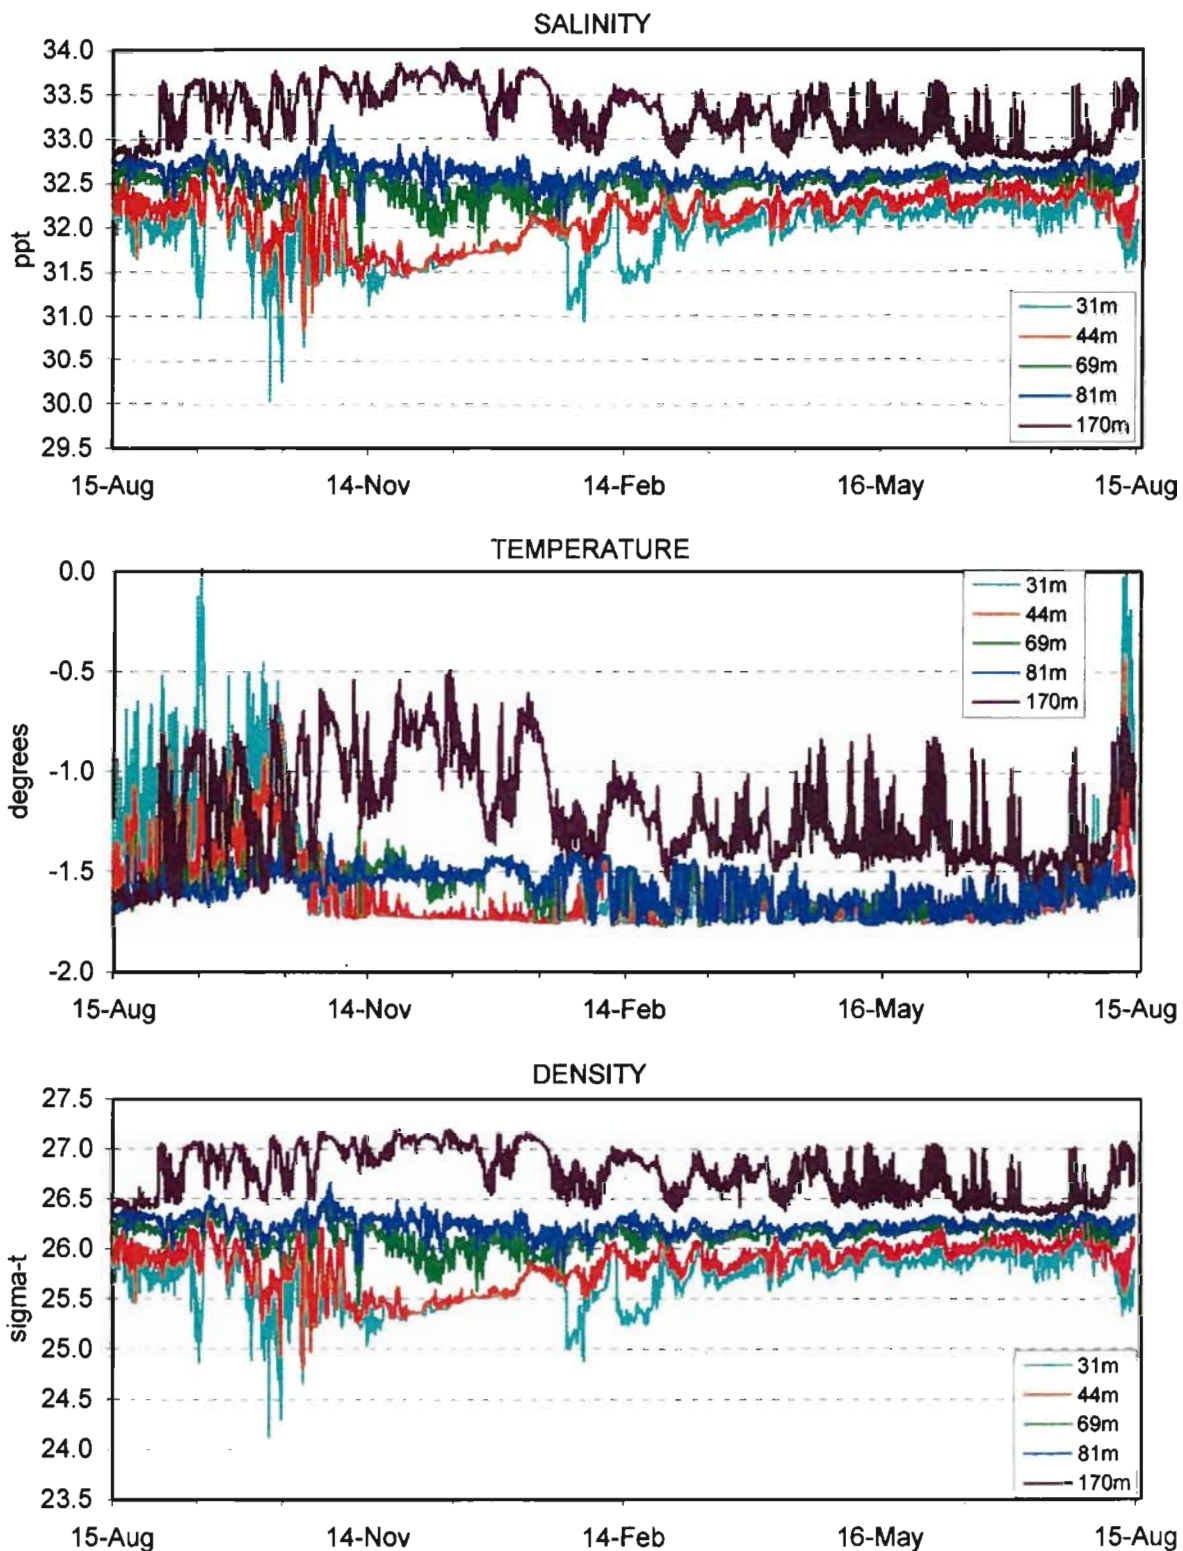 SALINITY
34.0
33.5
33.0
32.5
32.0
31.5
31.0
30.5
30.0
29.5
ppt
31m
44m
69m
81m
170m
15-Aug 14-Nov 14-Feb 16-May 15-Aug
TEMPERATURE
0.0
-0.5
-1.0
-1.5
-2.0
degrees
31m
44m
69m
81m
170m
15-Aug 14-Nov 14-Feb 16-May 15-Aug
DENSITY
27.5
27.0
26.5
26.0
25.5
25.0
24.5
24.0
23.5
sigma-t
31m
44m
69m
81m
170m
15-Aug 14-Nov 14-Feb 16-May 15-Aug